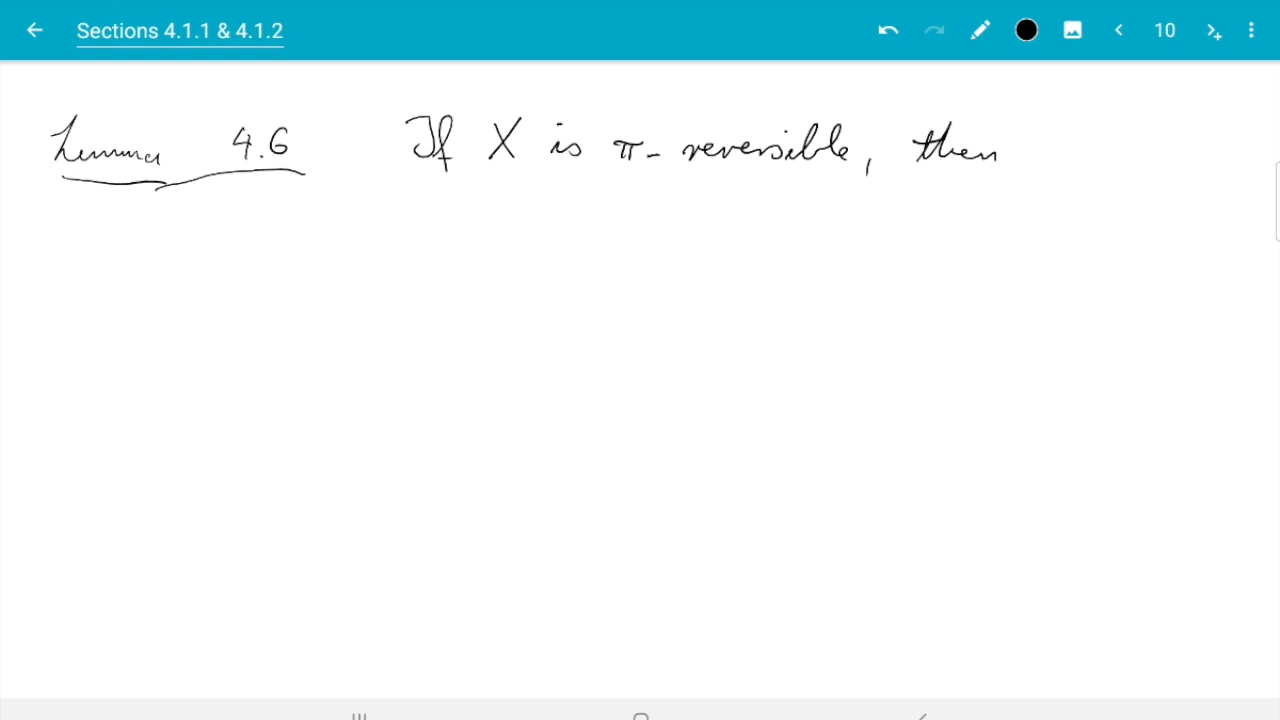 Sections 4.1.1 & 4.1.2
10
Lemma 4.6 If X is π-reversible, then